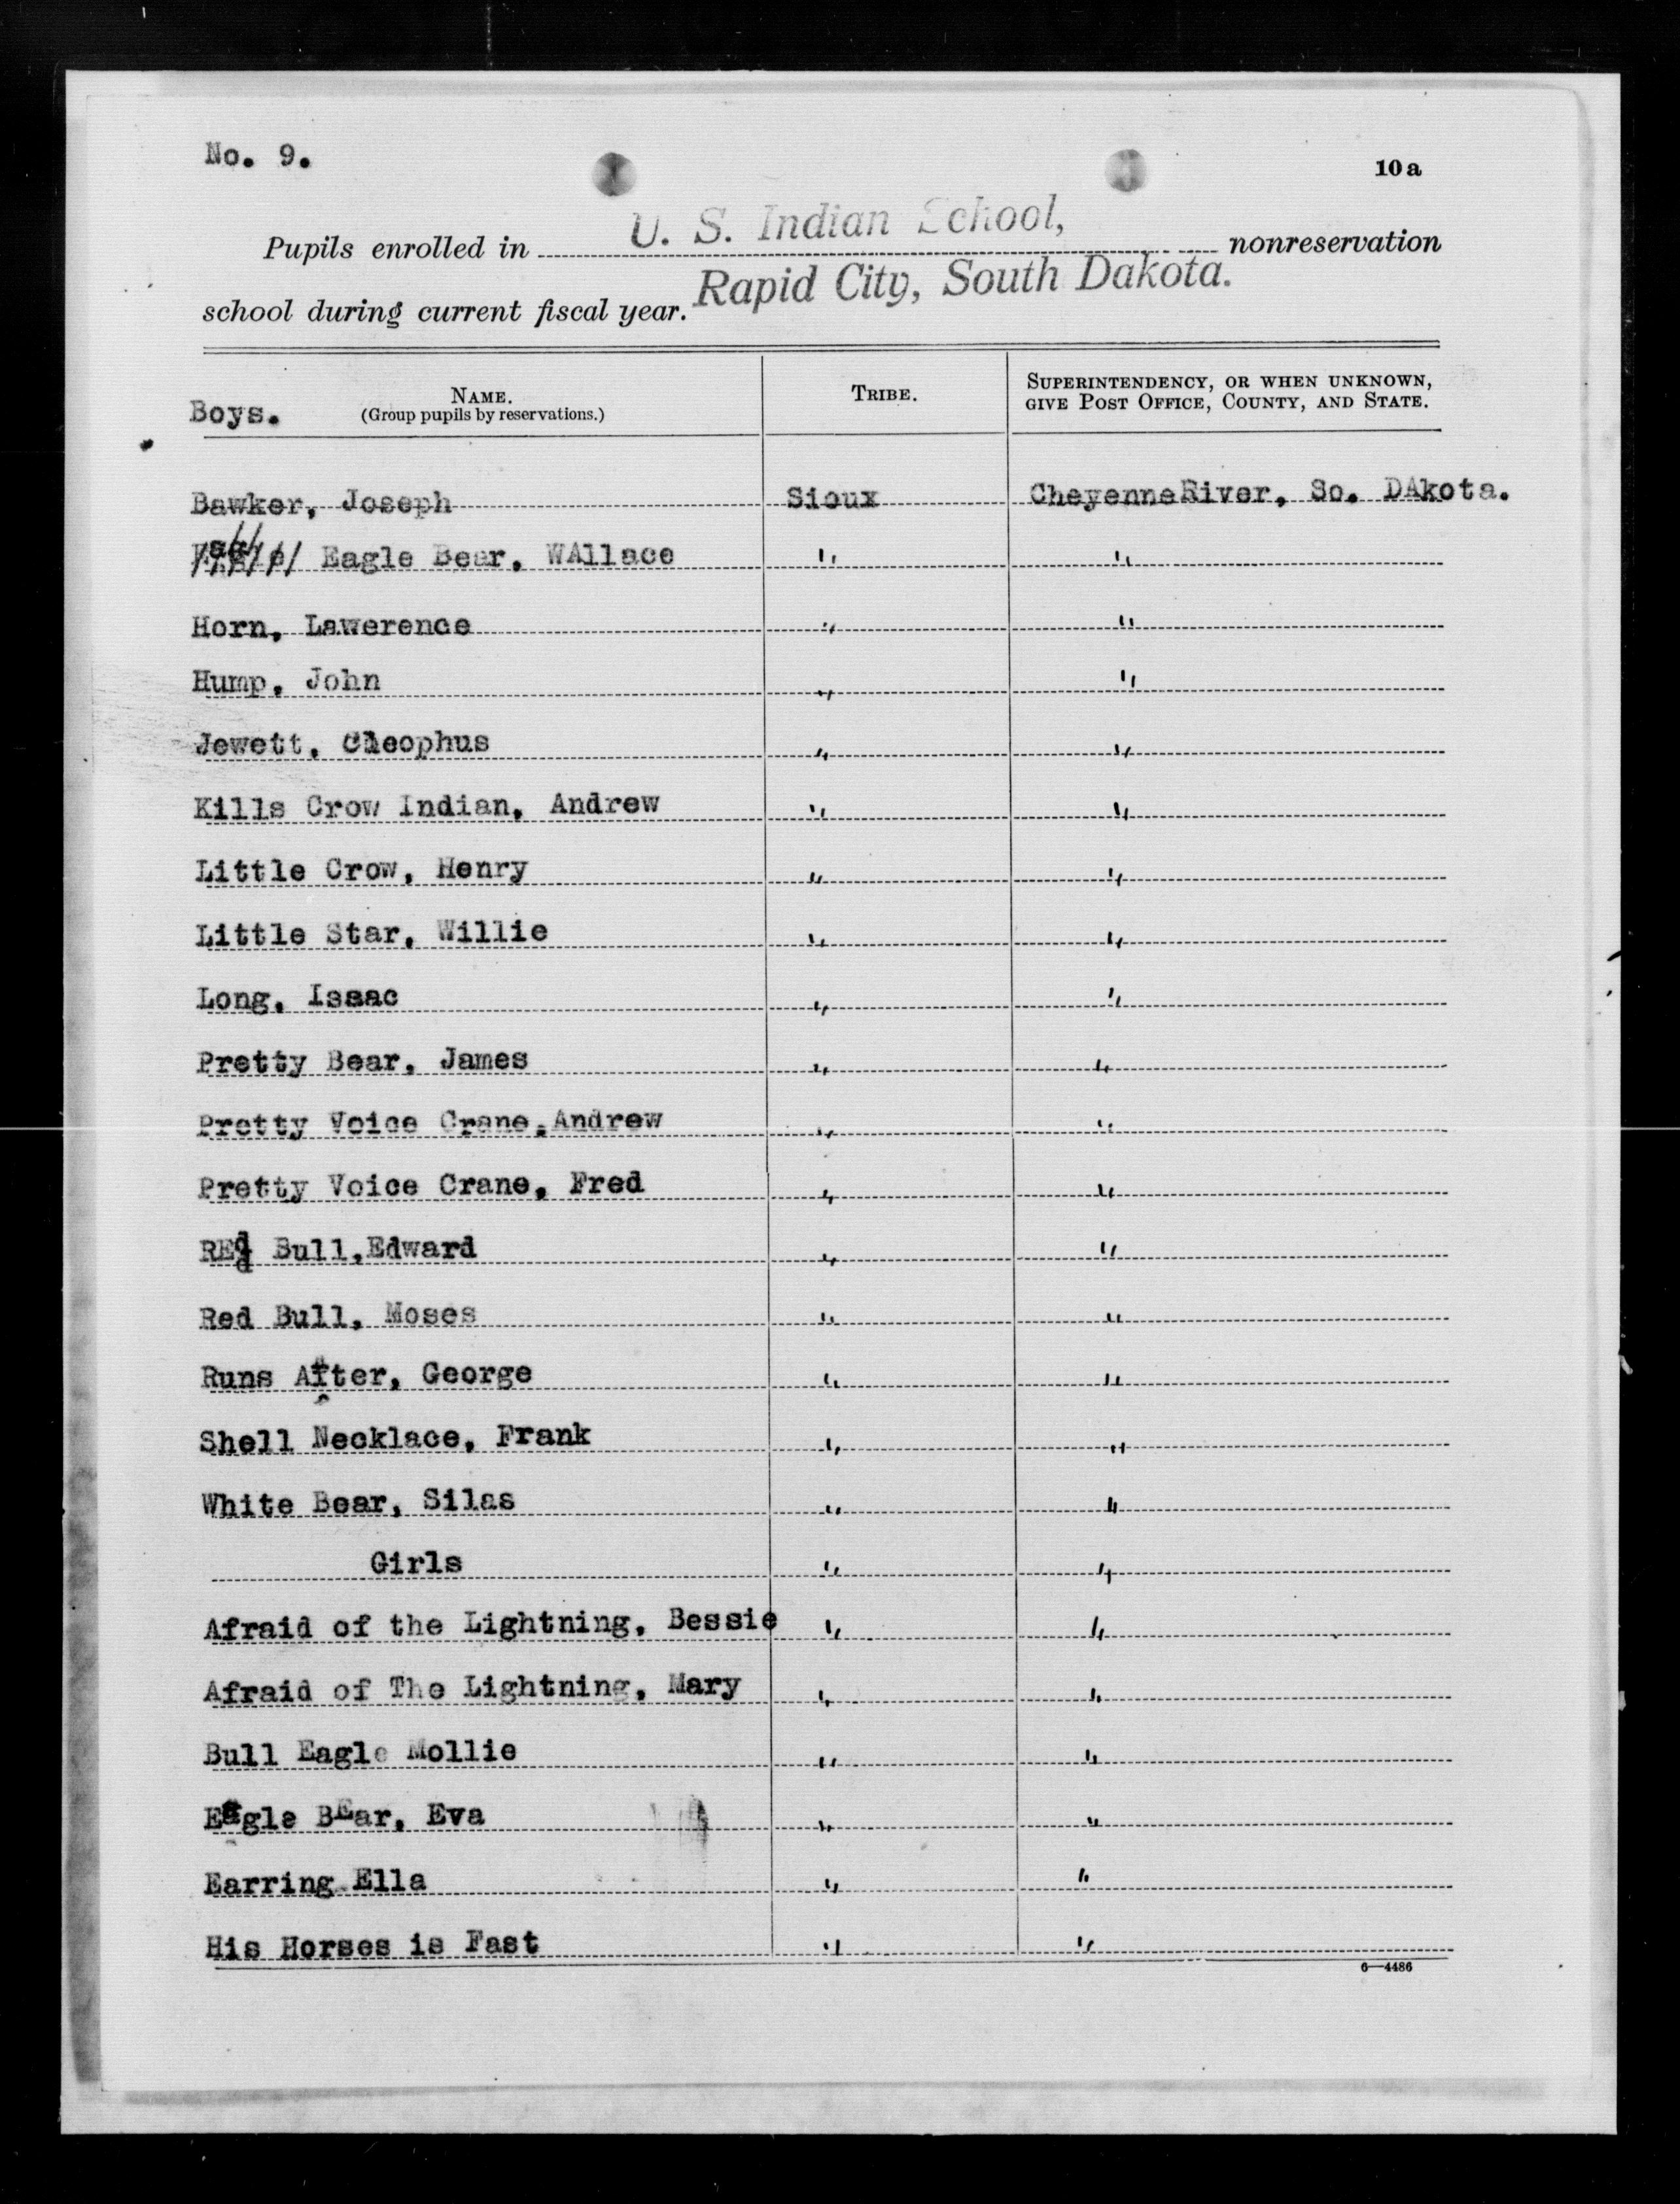 No. 9.
10a
U. S. Indian School,
Pupils enrolled in nonreservation
Rapid City, South Dakota.
school during current fiscal year.
Boys.
NAME.
(Group pupils by reservations.)
TRIBE.
SUPERINTENDENCY, OR WHEN UNKNOWN,
GIVE POST OFFICE, COUNTY, AND STATE.
Bawker, Joseph Sioux CheyenneRiver, So. DAkota.
Eagle Bear, WAllace " "
Horn, Lawerence " "
Hump, John " "
Jewett, Cleophus " "
Kills Crow Indian, Andrew " "
Little Crow, Henry " "
Little Star, Willie " "
Long, Isaac " "
Pretty Bear, James " "
Pretty Voice Crane,Andrew " "
Pretty Voice Crane, Fred " "
REd Bull,Edward " "
Red Bull, Moses " "
Runs After, George " "
Shell Necklace, Frank " "
White Bear, Silas " "
Girls " "
Afraid of the Lightning, Bessie " "
Afraid of The Lightning, Mary " "
Bull Eagle Mollie " "
Eagle BEar, Eva " "
Earring Ella " "
His Horses is Fast " "
6—4486